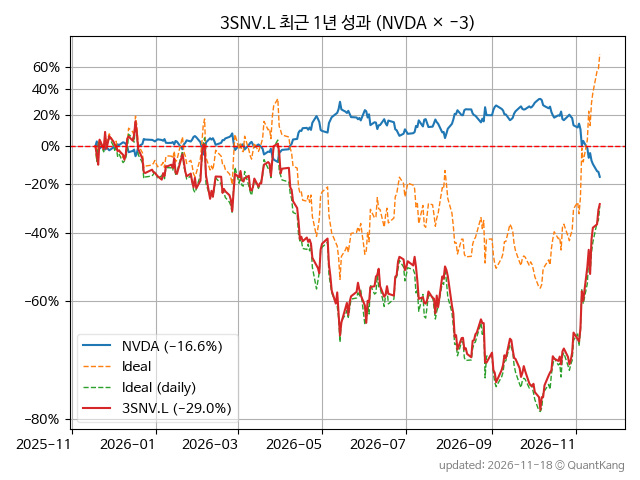 3SNV.L 최근 1년 성과 (NVDA × −3)
60%
40%
20%
0%
−20%
−40%
−60%
−80%
NVDA (−16.6%)
Ideal
Ideal (daily)
3SNV.L (−29.0%)
2025-11
2026-01
2026-03
2026-05
2026-07
2026-09
2026-11
updated: 2026-11-18 © QuantKang